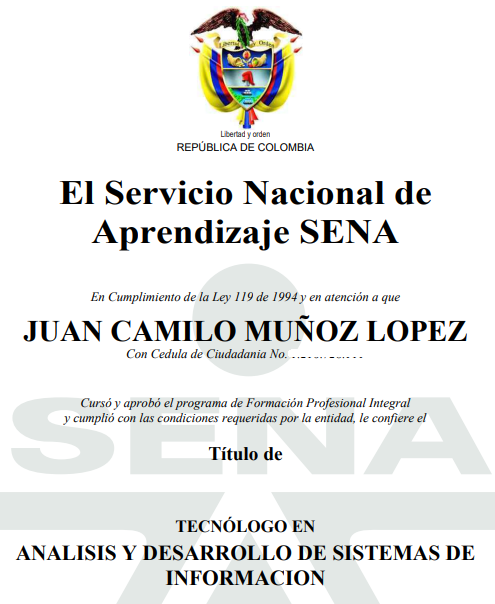 Libertad y Orden
Libertad y orden
REPÚBLICA DE COLOMBIA
El Servicio Nacional de
Aprendizaje SENA
En Cumplimiento de la Ley 119 de 1994 y en atención a que
JUAN CAMILO MUÑOZ LOPEZ
Con Cedula de Ciudadania No.
Cursó y aprobó el programa de Formación Profesional Integral
y cumplió con las condiciones requeridas por la entidad, le confiere el
SENA
Título de
TECNÓLOGO EN
ANALISIS Y DESARROLLO DE SISTEMAS DE
INFORMACION